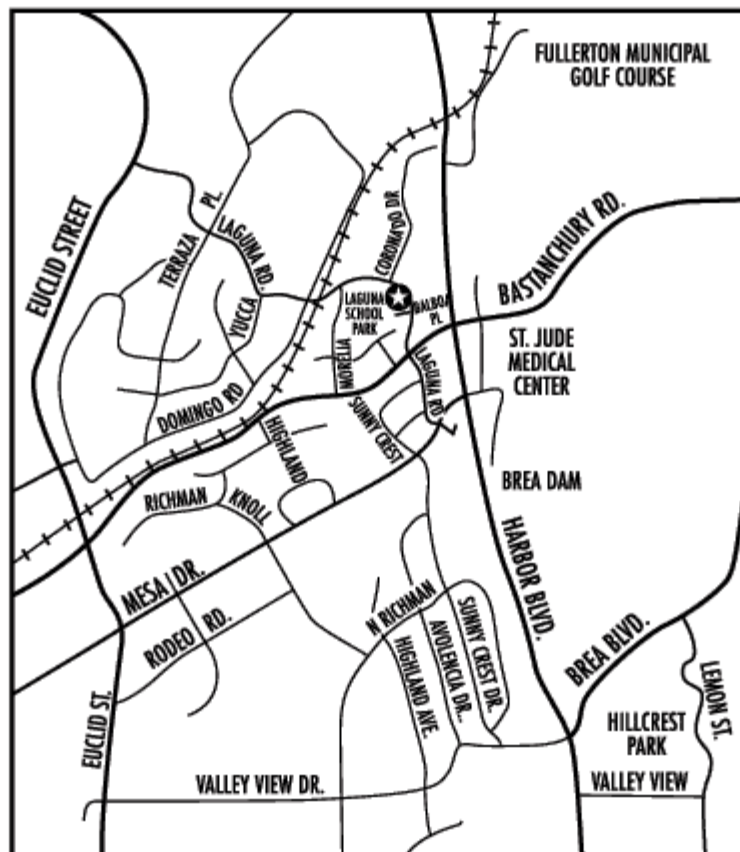 FULLERTON MUNICIPAL
GOLF COURSE
EUCLID STREET
TERRAZA PL.
LAGUNA RD.
CORONADO DR
BASTANCHURY RD.
YUCCA
LAGUNA
SCHOOL
PARK
BALBOA
PL
ST. JUDE
MEDICAL
CENTER
MORELIA
LAGUNA RD
DOMINGO RD
SUNNY CREST
HIGHLAND
BREA DAM
RICHMAN
KNOLL
HARBOR BLVD.
MESA DR.
RODEO RD.
N RICHMAN
SUNNY CREST DR.
AVOLENCIA DR.
HIGHLAND AVE.
BREA BLVD.
LEMON ST.
EUCLID ST.
HILLCREST
PARK
VALLEY VIEW DR.
VALLEY VIEW